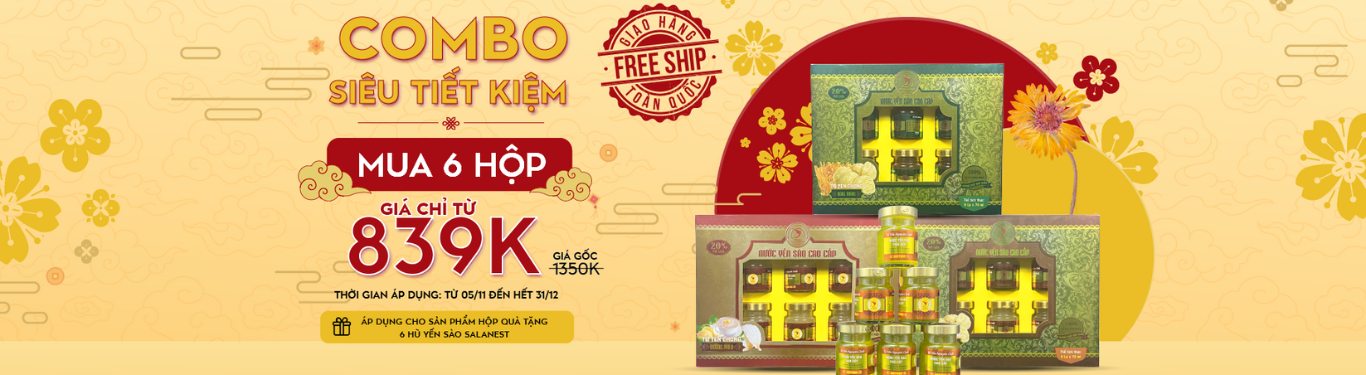 COMBO
SIÊU TIẾT KIỆM
GIAO HÀNG
FREE SHIP
TOÀN QUỐC
MUA 6 HỘP
GIÁ CHỈ TỪ
839K
GIÁ GỐC
1350K
THỜI GIAN ÁP DỤNG: TỪ 05/11 ĐẾN HẾT 31/12
ÁP DỤNG CHO SẢN PHẨM HỘP QUÀ TẶNG
6 HŨ YẾN SÀO SALANEST
20%
NƯỚC YẾN SÀO CAO CẤP
20%
NƯỚC YẾN SÀO CAO CẤP
20%
NƯỚC YẾN SÀO CAO CẤP